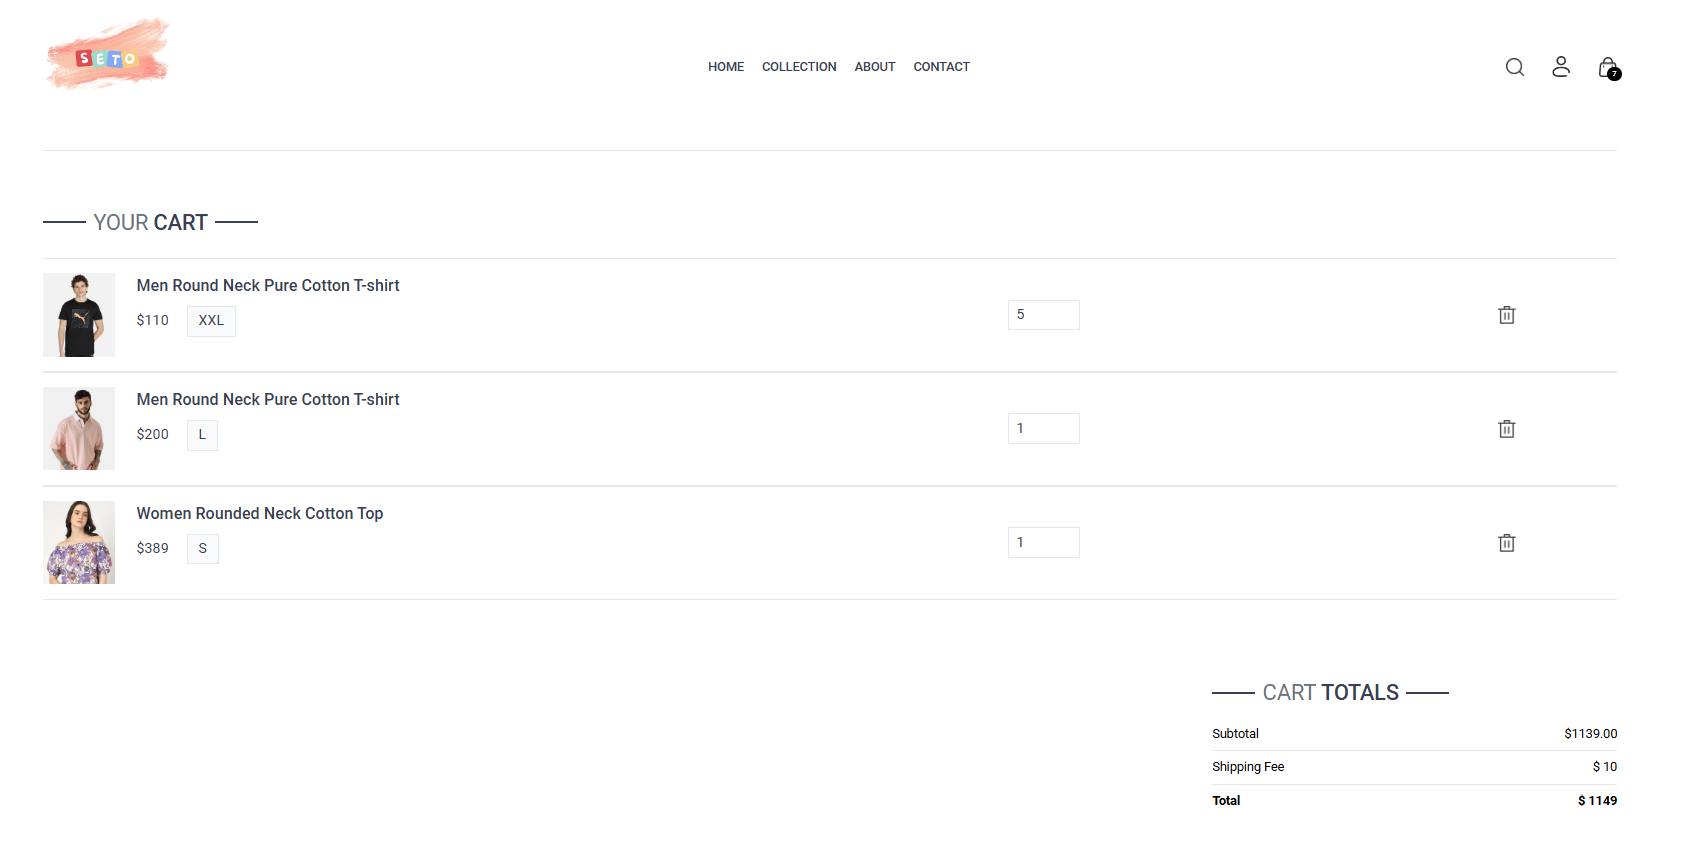 SETO
HOME COLLECTION ABOUT CONTACT
7
YOUR CART
Men Round Neck Pure Cotton T-shirt
$110 XXL
5
Men Round Neck Pure Cotton T-shirt
$200 L
1
Women Rounded Neck Cotton Top
$389 S
1
CART TOTALS
Subtotal $1139.00
Shipping Fee $ 10
Total $ 1149